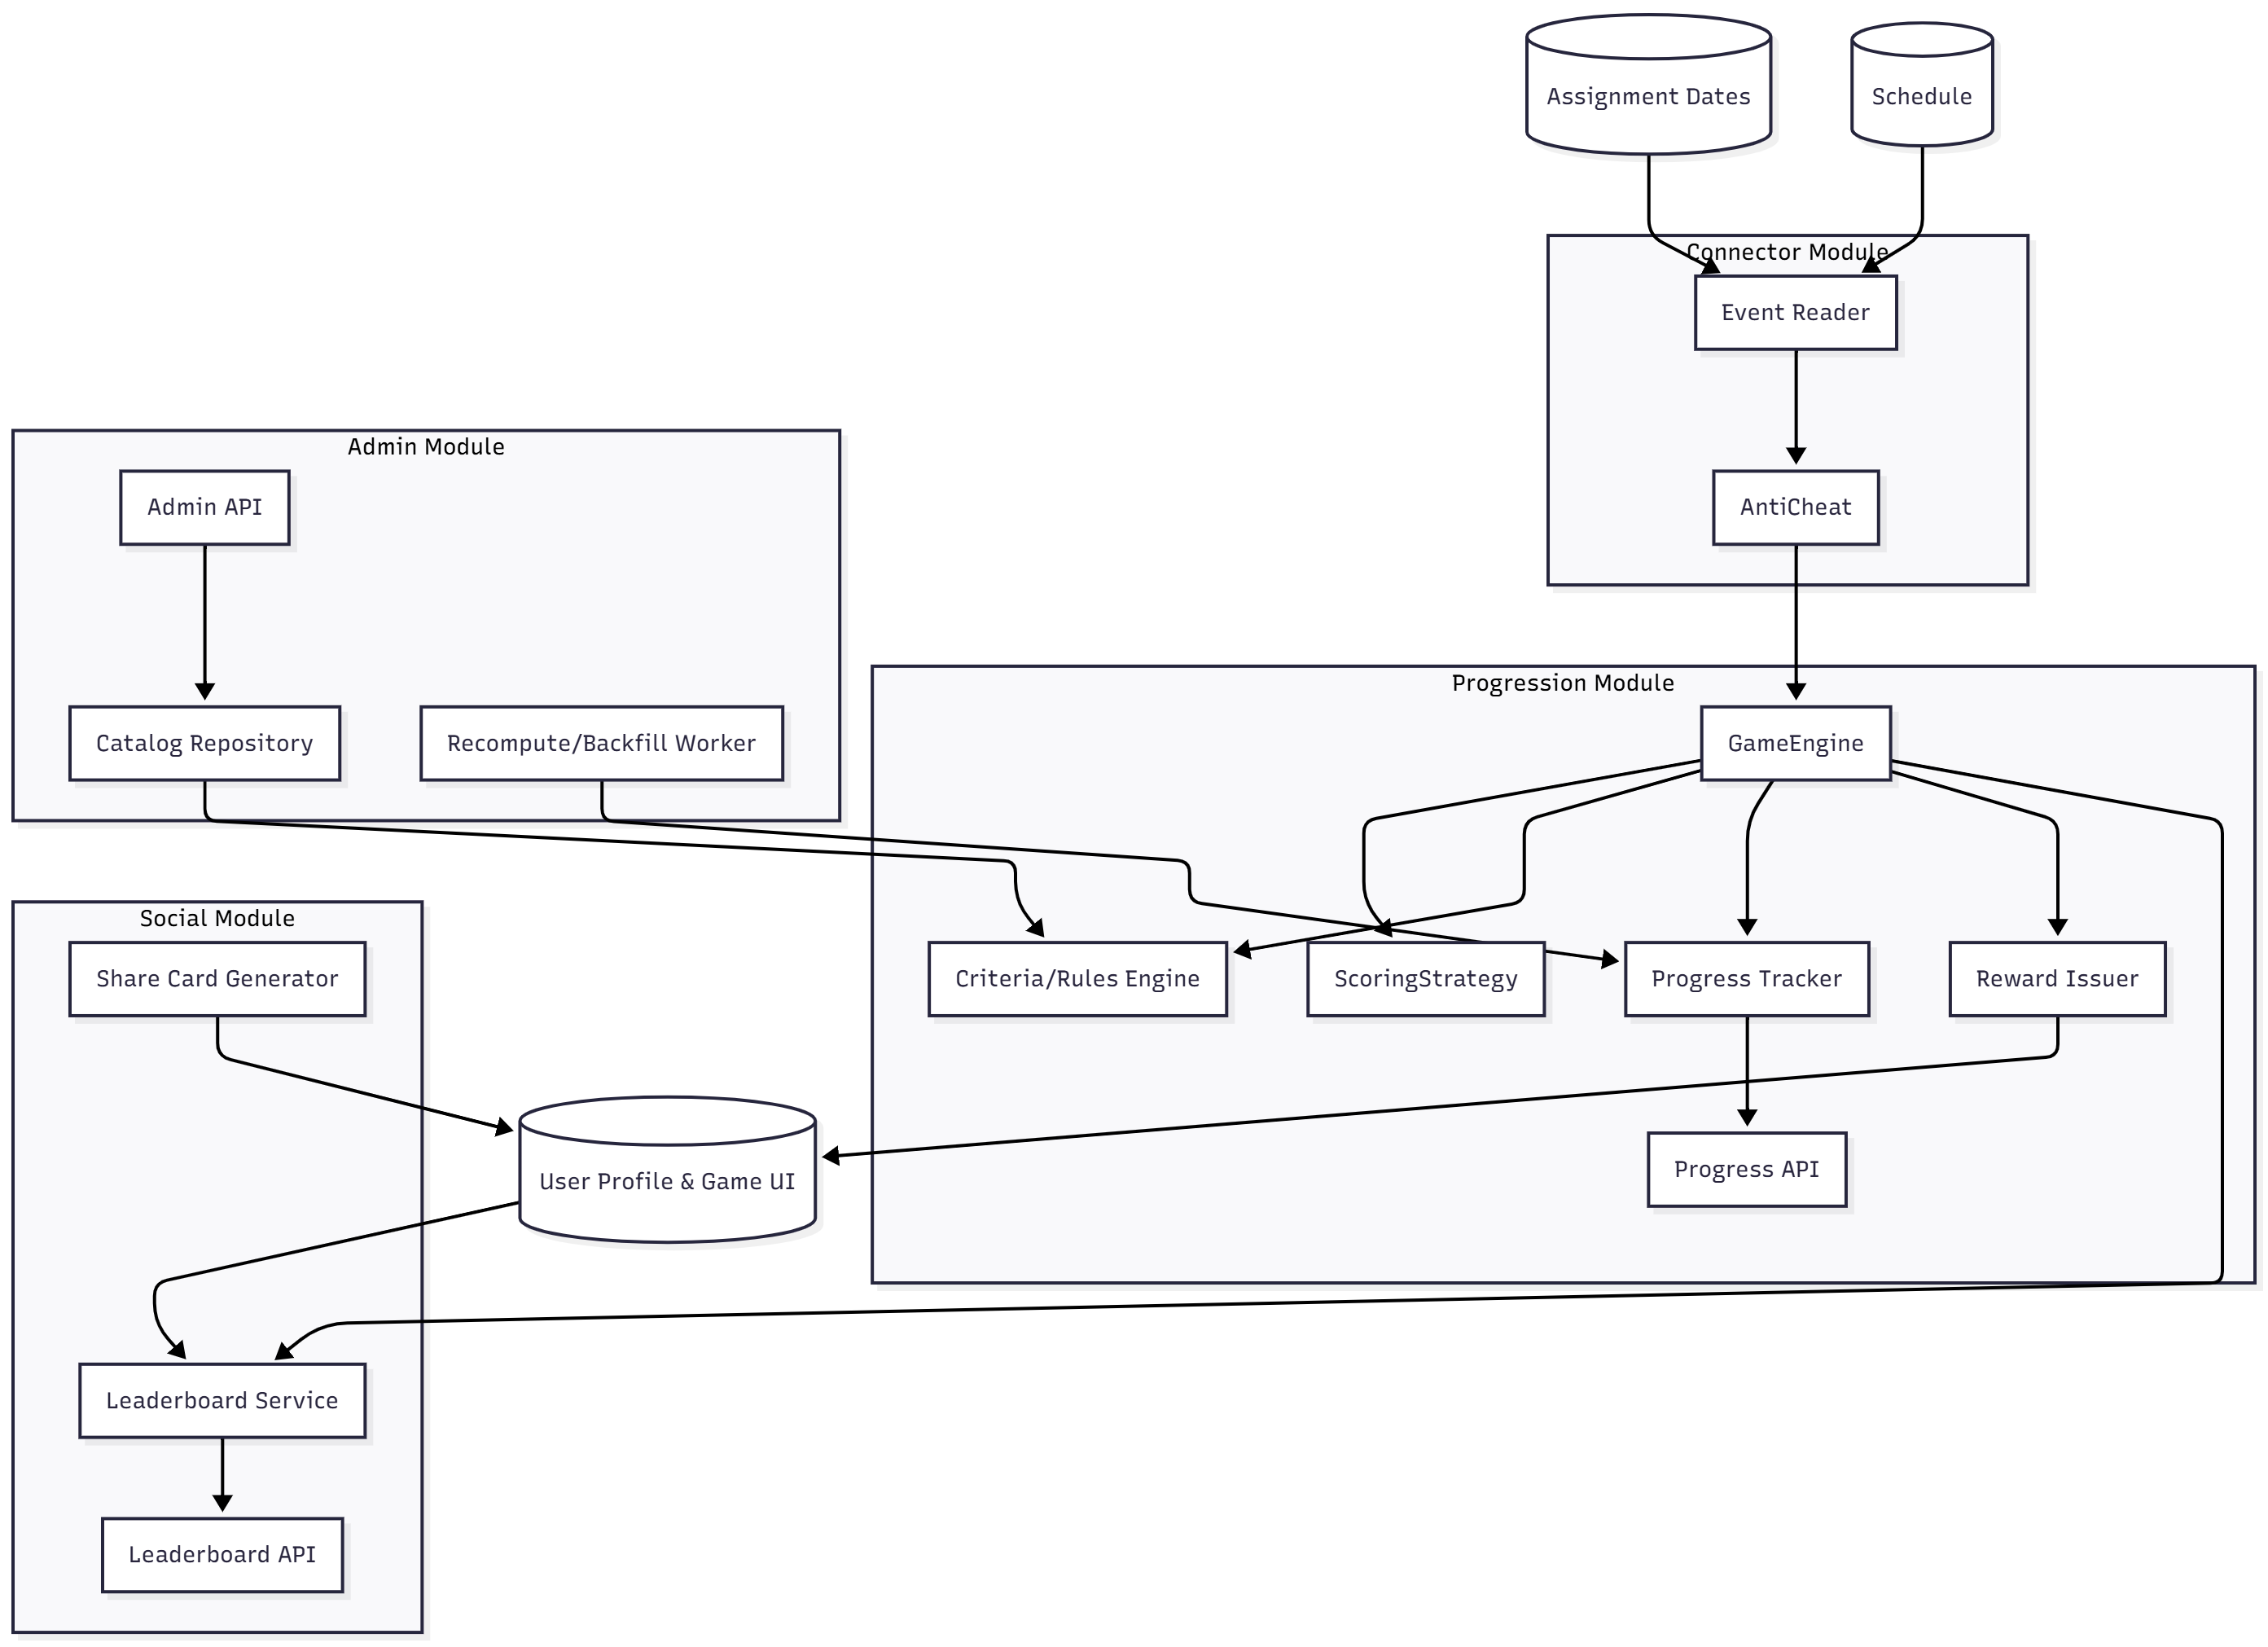 Assignment Dates
Schedule
Connector Module
Event Reader
AntiCheat
Admin Module
Admin API
Catalog Repository
Recompute/Backfill Worker
Progression Module
GameEngine
Criteria/Rules Engine
ScoringStrategy
Progress Tracker
Reward Issuer
Progress API
Social Module
Share Card Generator
User Profile & Game UI
Leaderboard Service
Leaderboard API